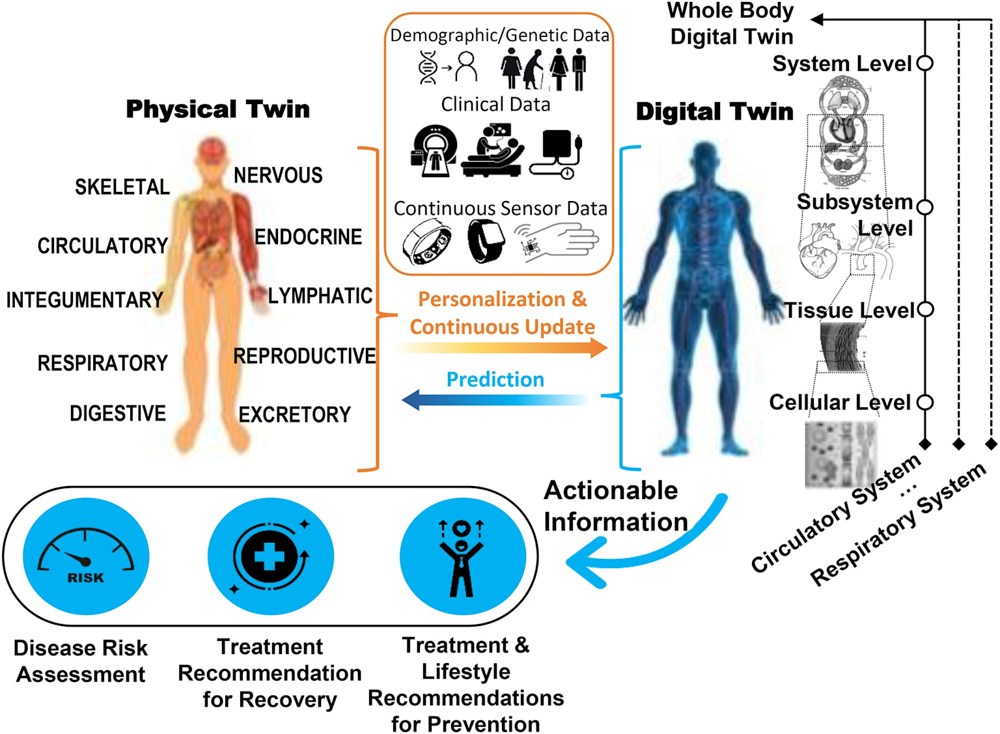 Whole Body
Digital Twin
System Level
Subsystem
Level
Tissue Level
Cellular Level
Circulatory System
...
Respiratory System
Demographic/Genetic Data
Clinical Data
Continuous Sensor Data
Physical Twin
SKELETAL
NERVOUS
CIRCULATORY
ENDOCRINE
INTEGUMENTARY
LYMPHATIC
RESPIRATORY
REPRODUCTIVE
DIGESTIVE
EXCRETORY
Personalization &
Continuous Update
Prediction
Digital Twin
Actionable
Information
RISK
Disease Risk
Assessment
Treatment
Recommendation
for Recovery
Treatment &
Lifestyle
Recommendations
for Prevention